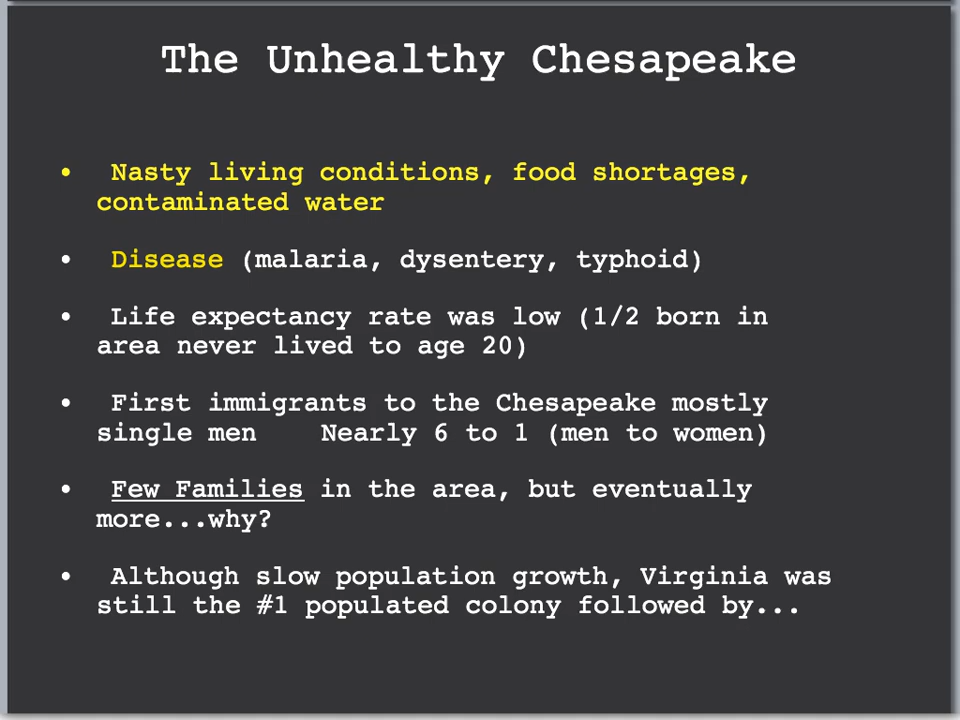 The Unhealthy Chesapeake
• Nasty living conditions, food shortages,
contaminated water
• Disease (malaria, dysentery, typhoid)
• Life expectancy rate was low (1/2 born in
area never lived to age 20)
• First immigrants to the Chesapeake mostly
single men    Nearly 6 to 1 (men to women)
• Few Families in the area, but eventually
more...why?
• Although slow population growth, Virginia was
still the #1 populated colony followed by...